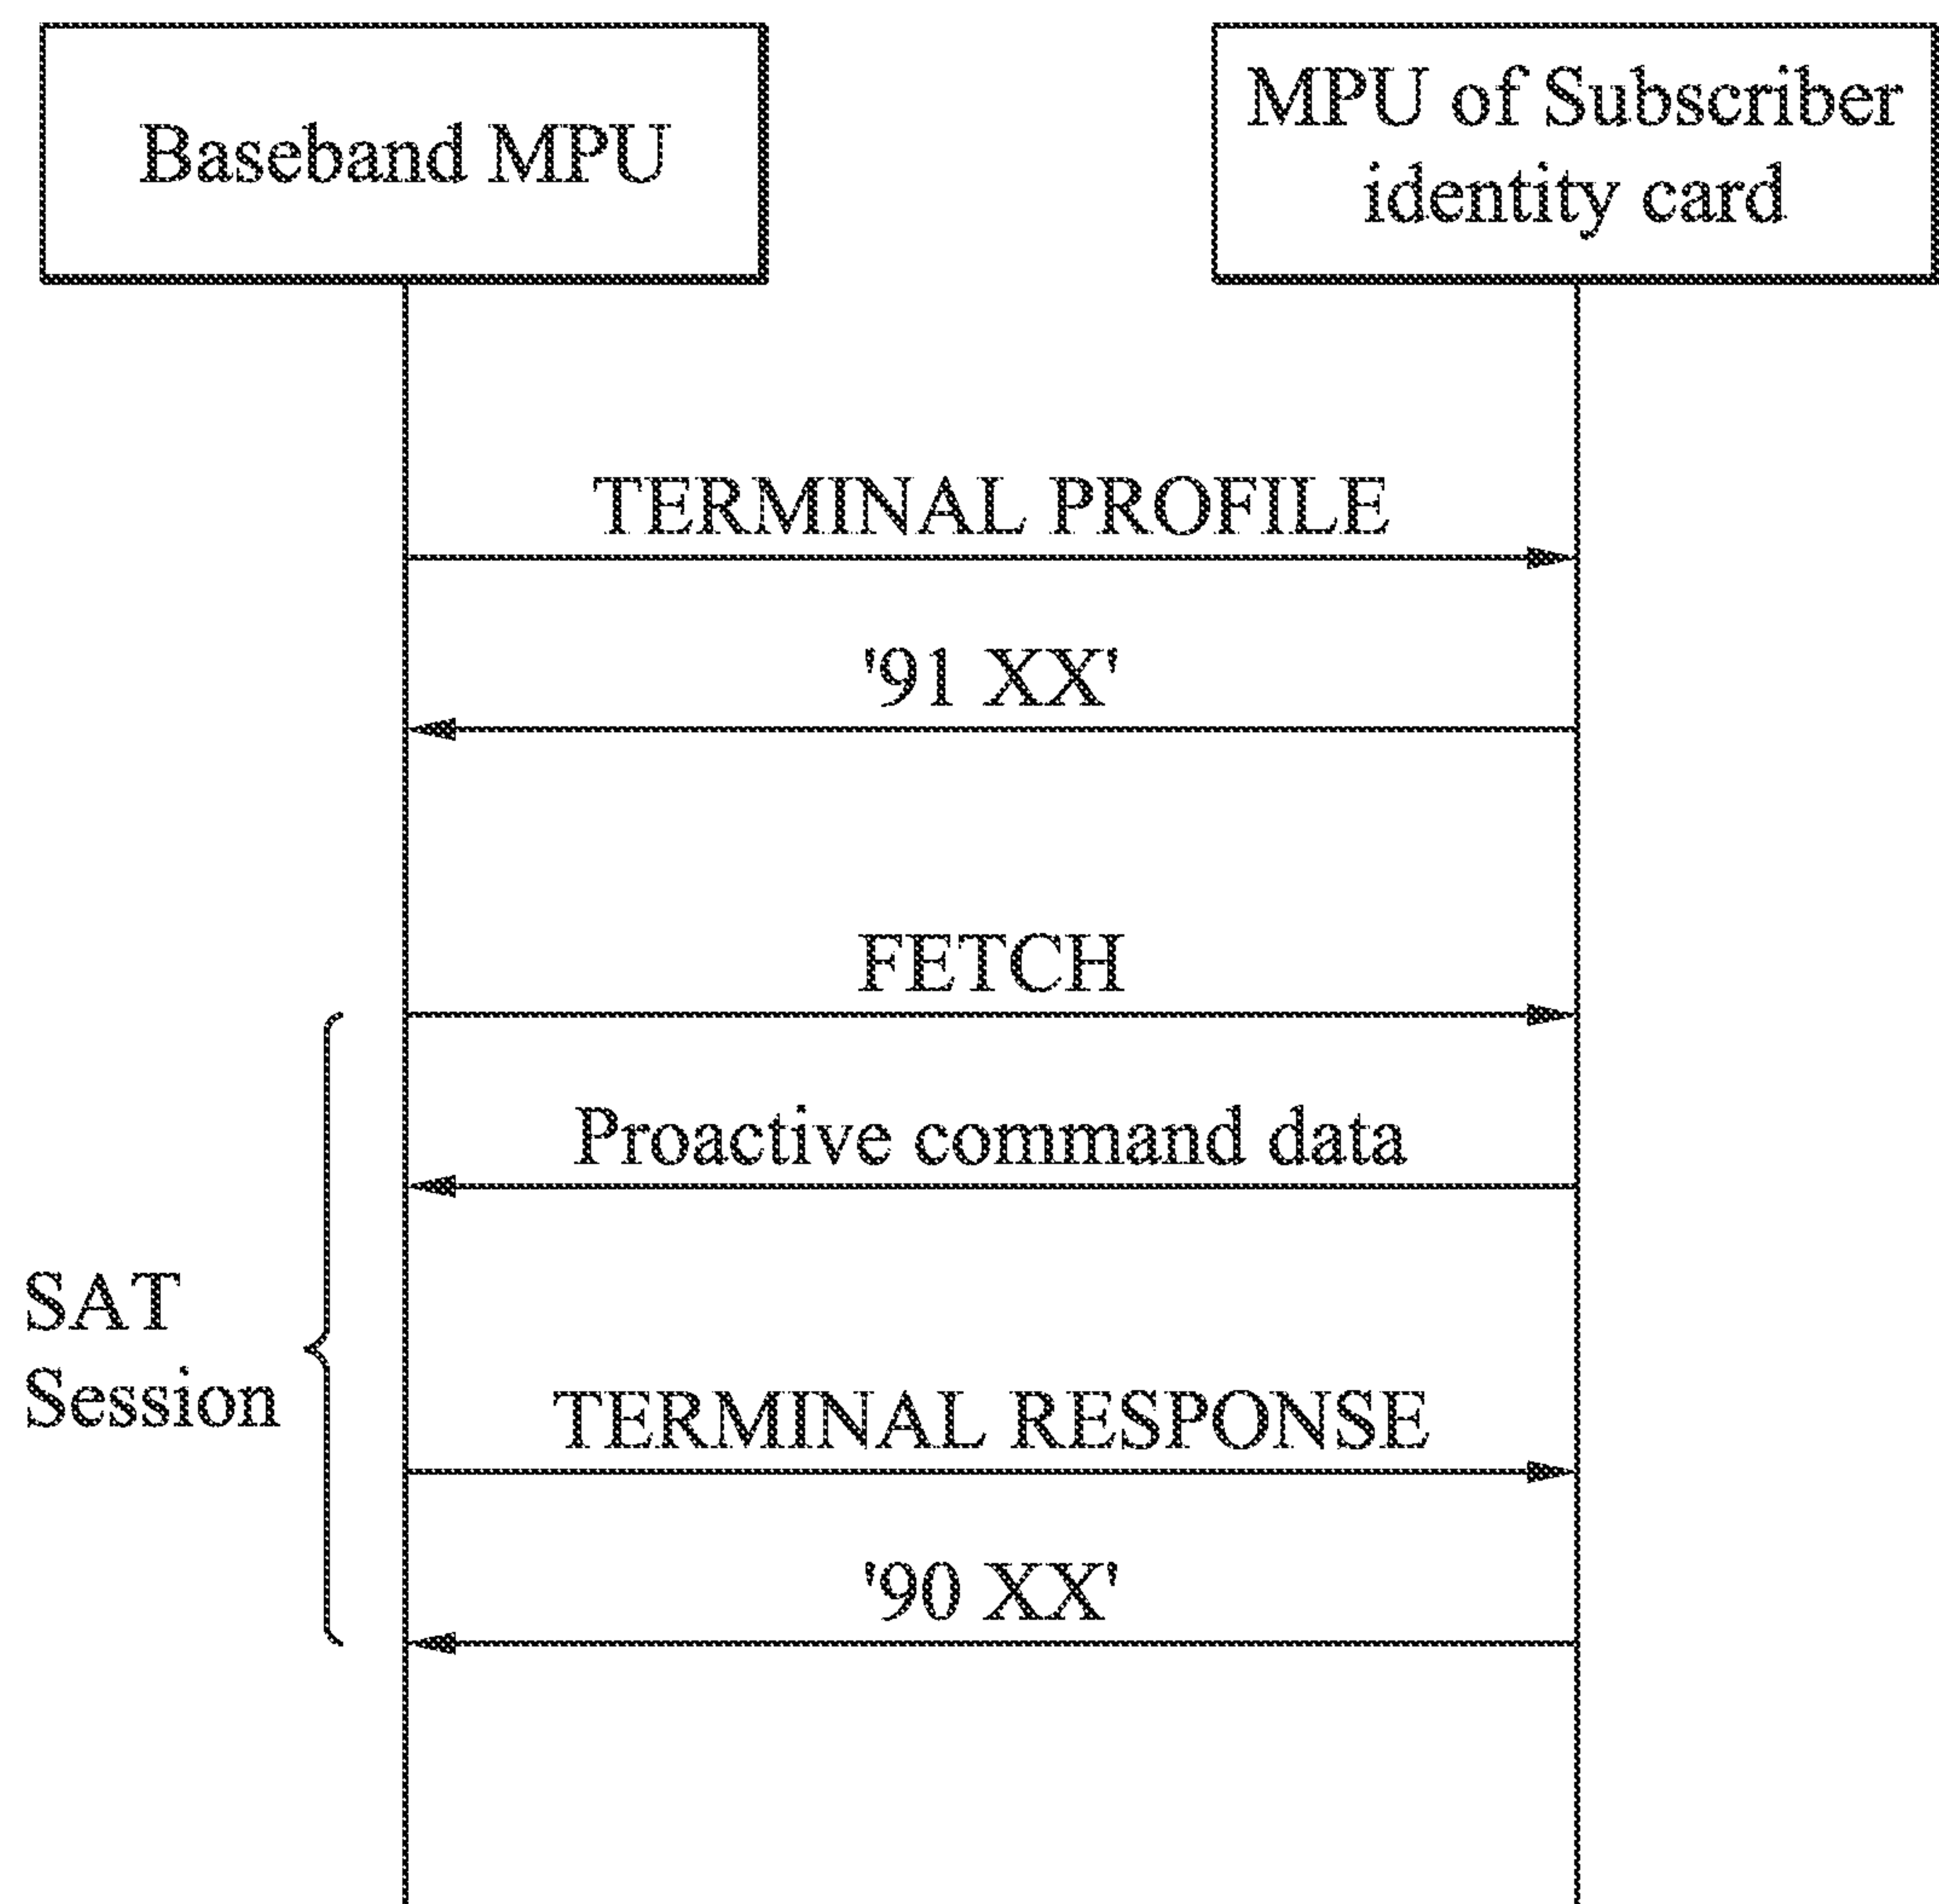 Baseband MPU
MPU of Subscriber
identity card
TERMINAL PROFILE
'91 XX'
FETCH
Proactive command data
SAT
Session
TERMINAL RESPONSE
'90 XX'